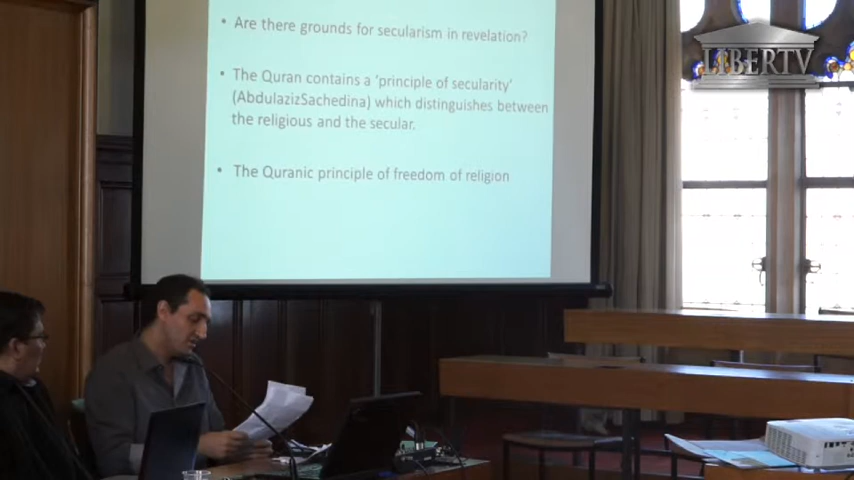 LIBERTV
• Are there grounds for secularism in revelation?
• The Quran contains a 'principle of secularity'
(AbdulazizSachedina) which distinguishes between
the religious and the secular.
• The Quranic principle of freedom of religion